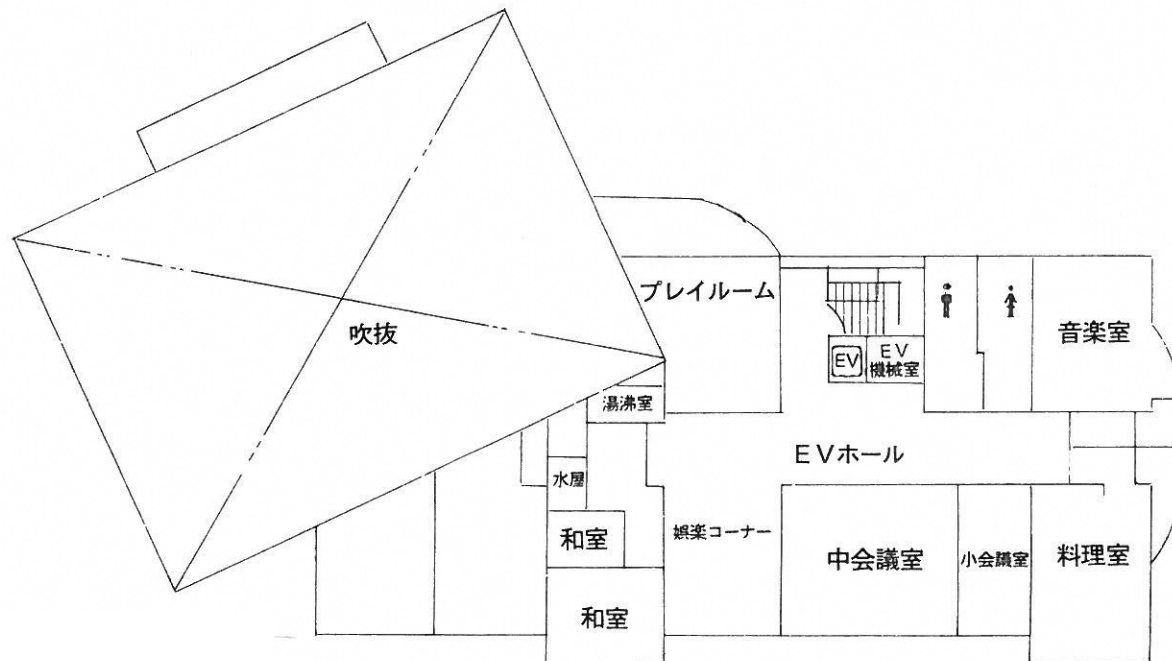 プレイルーム
吹抜
音楽室
EV
EV
機械室
湯沸室
EVホール
水屋
和室
娯楽コーナー
中会議室
小会議室
料理室
和室